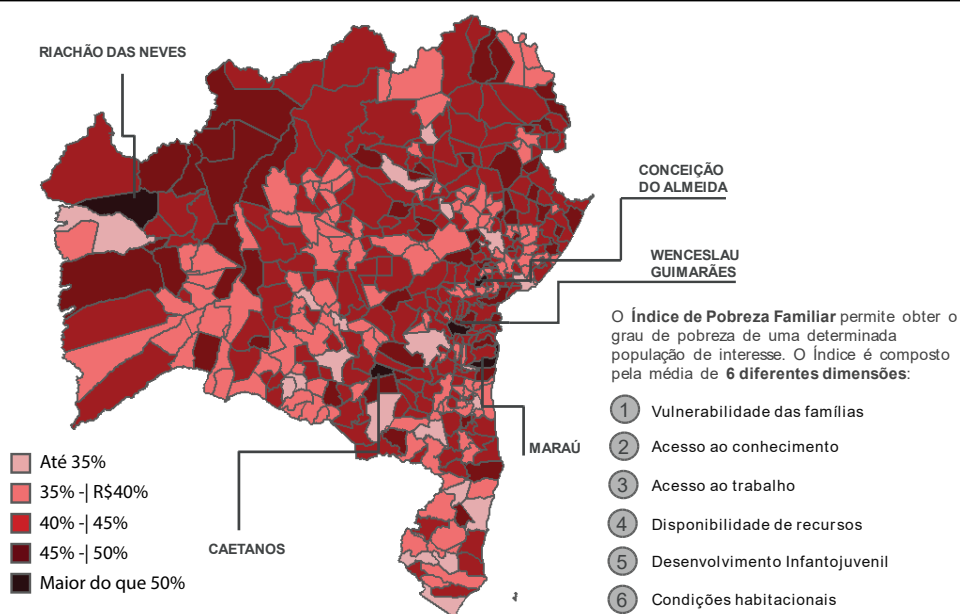 RIACHÃO DAS NEVES
CONCEIÇÃO
DO ALMEIDA
WENCESLAU
GUIMARÃES
MARAÚ
CAETANOS
Até 35%
35% -| R$40%
40% -| 45%
45% -| 50%
Maior do que 50%
O Índice de Pobreza Familiar permite obter o
grau de pobreza de uma determinada
população de interesse. O Índice é composto
pela média de 6 diferentes dimensões:
1 Vulnerabilidade das famílias
2 Acesso ao conhecimento
3 Acesso ao trabalho
4 Disponibilidade de recursos
5 Desenvolvimento Infantojuvenil
6 Condições habitacionais